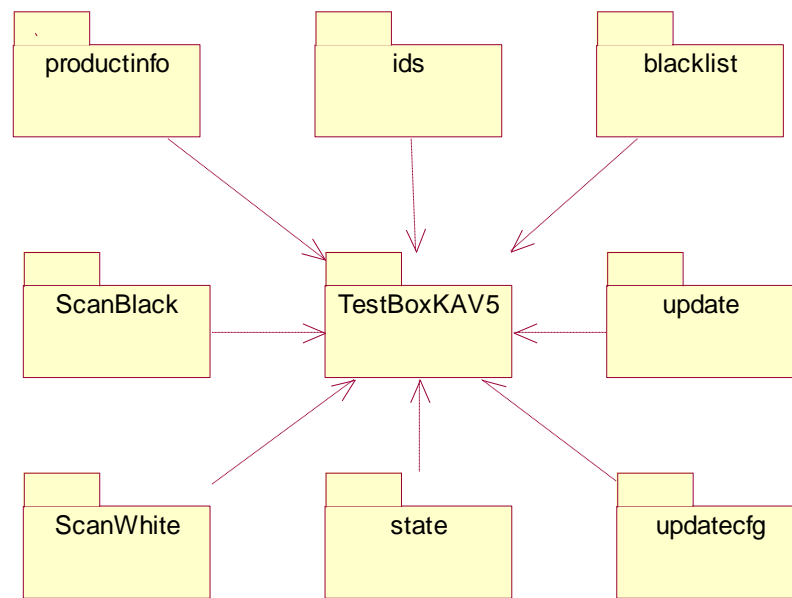 productinfo
ids
blacklist
ScanBlack
TestBoxKAV5
update
ScanWhite
state
updatecfg